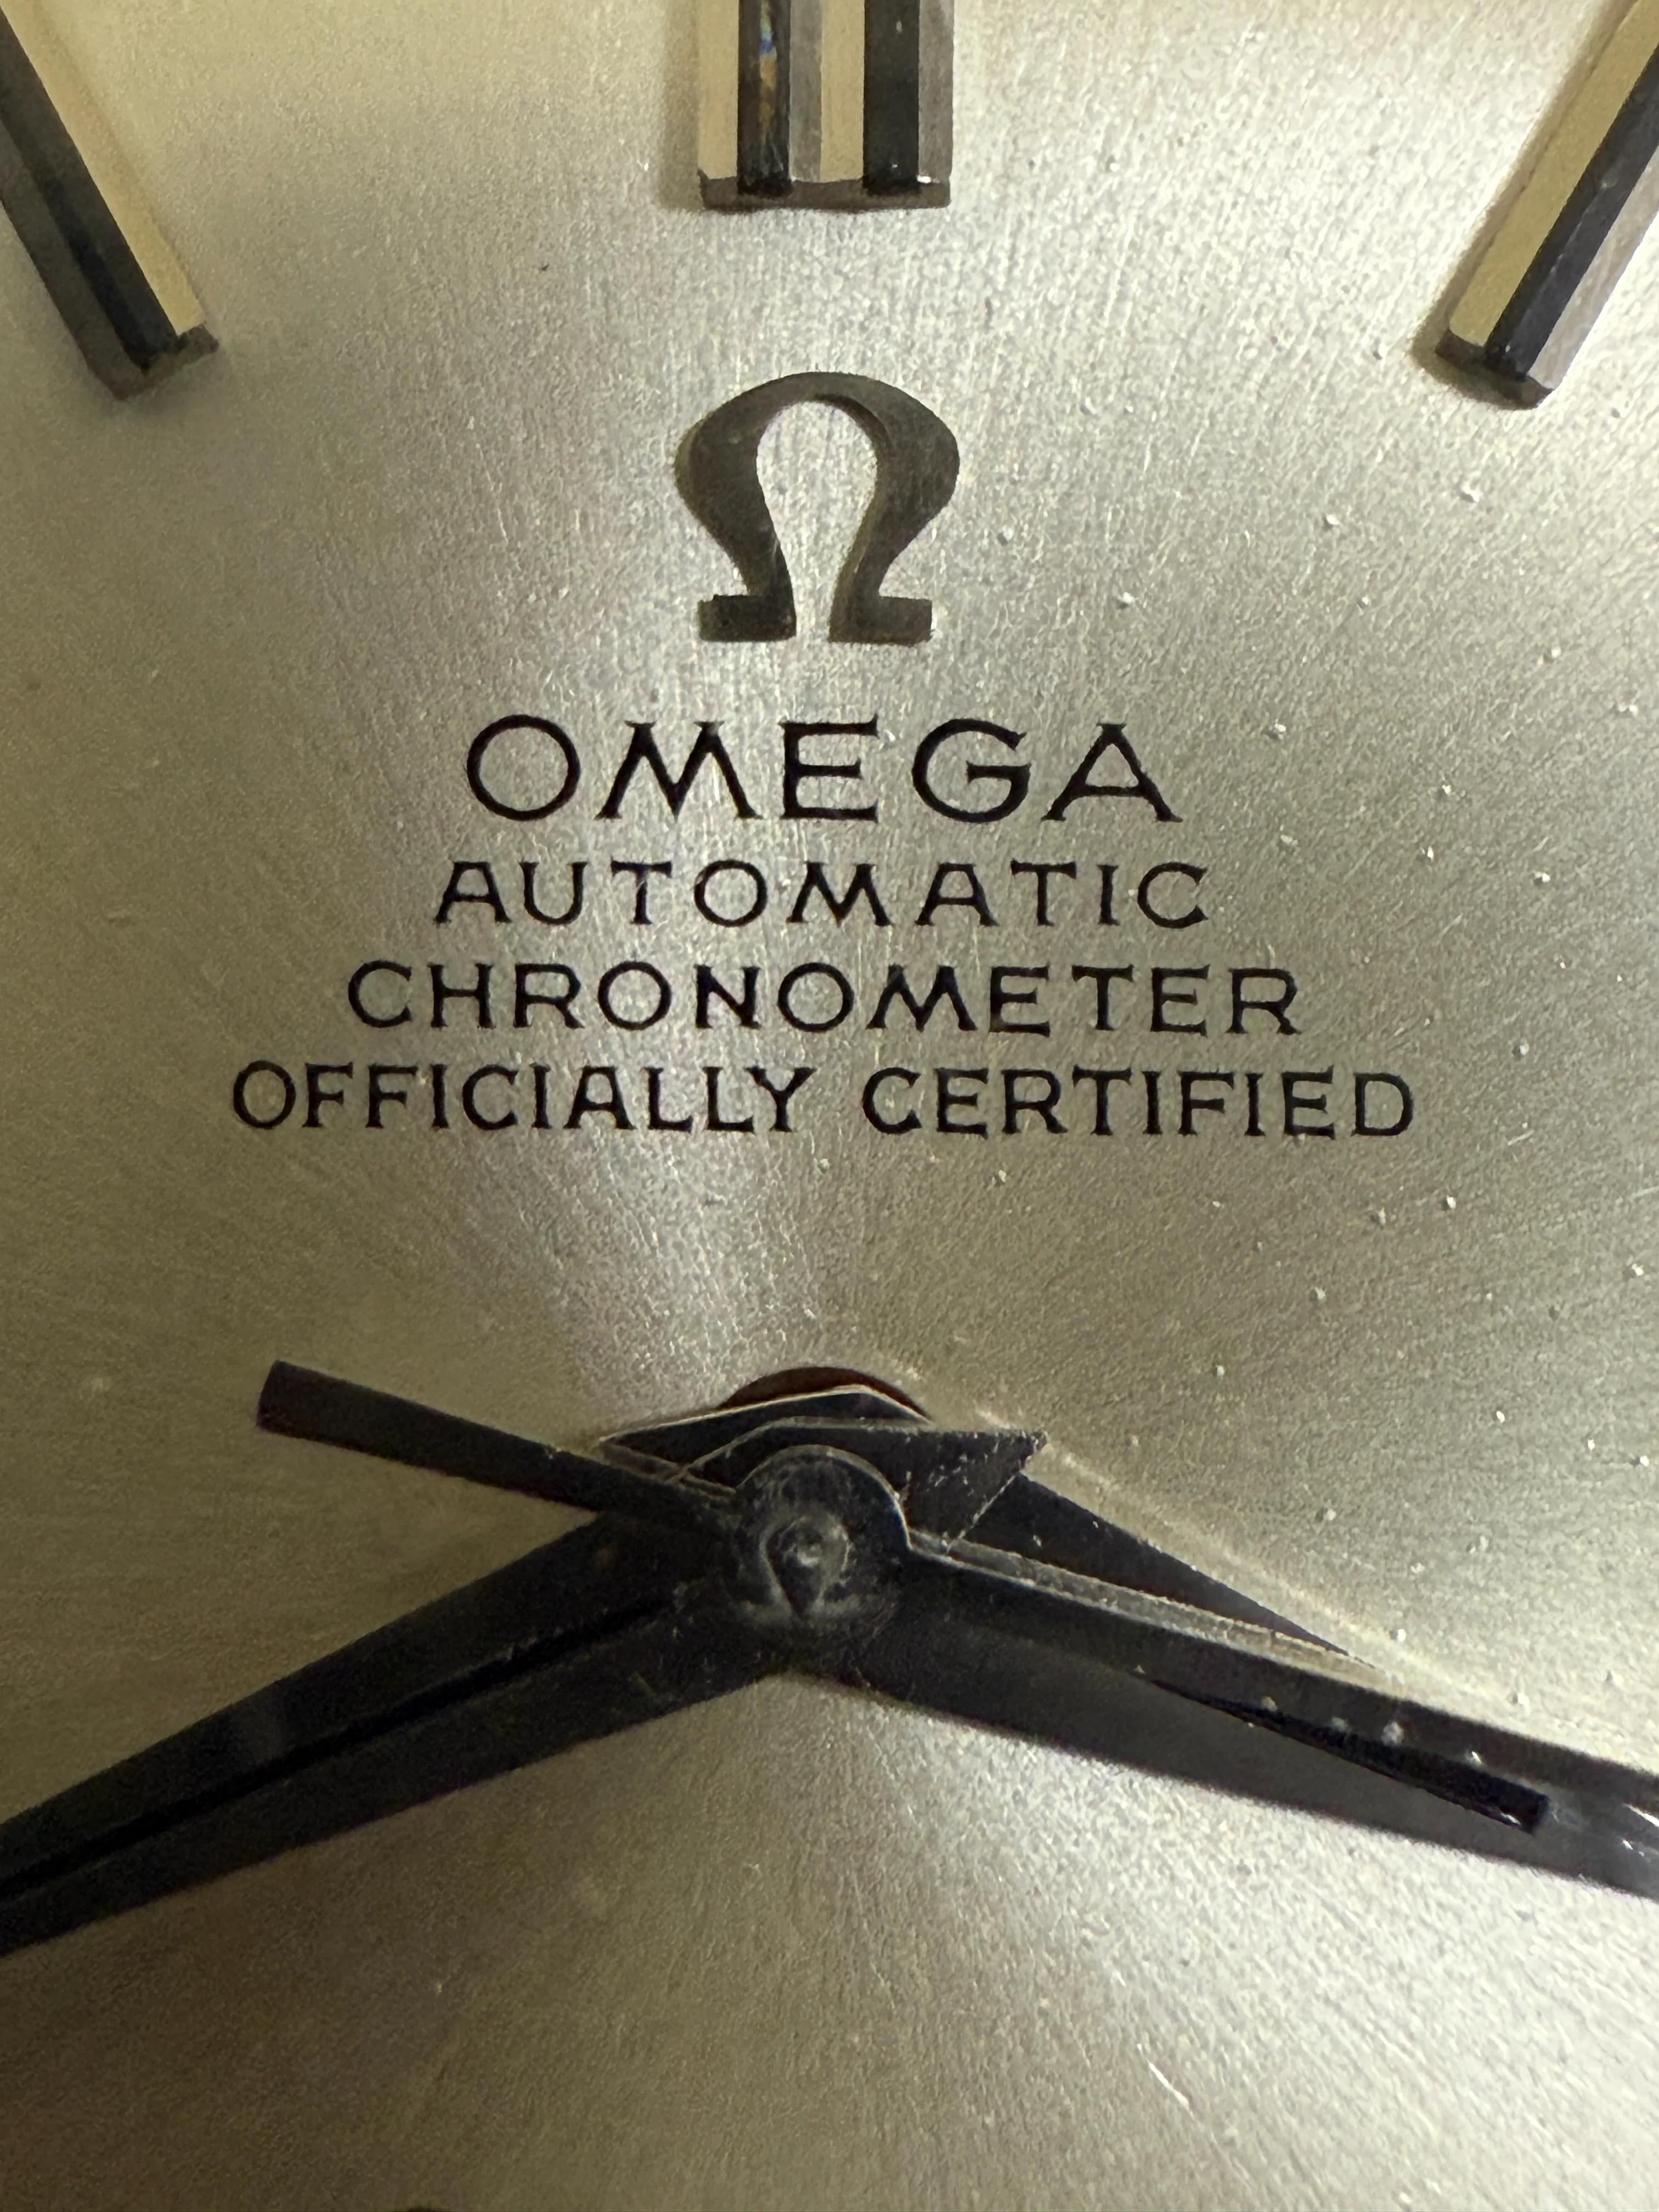 Ω
OMEGA
AUTOMATIC
CHRONOMETER
OFFICIALLY CERTIFIED